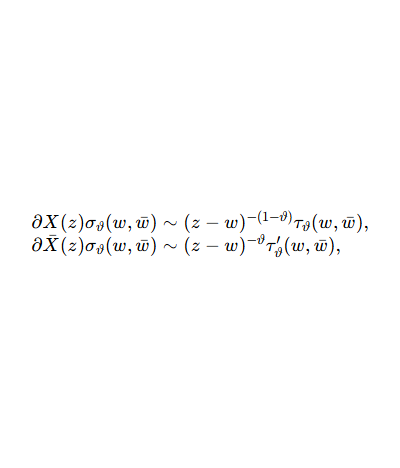 ∂X(z)σ_ϑ(w, w̄) ∼ (z − w)^{−(1−ϑ)}τ_ϑ(w, w̄),
∂X̄(z)σ_ϑ(w, w̄) ∼ (z − w)^{−ϑ}τ′_ϑ(w, w̄),